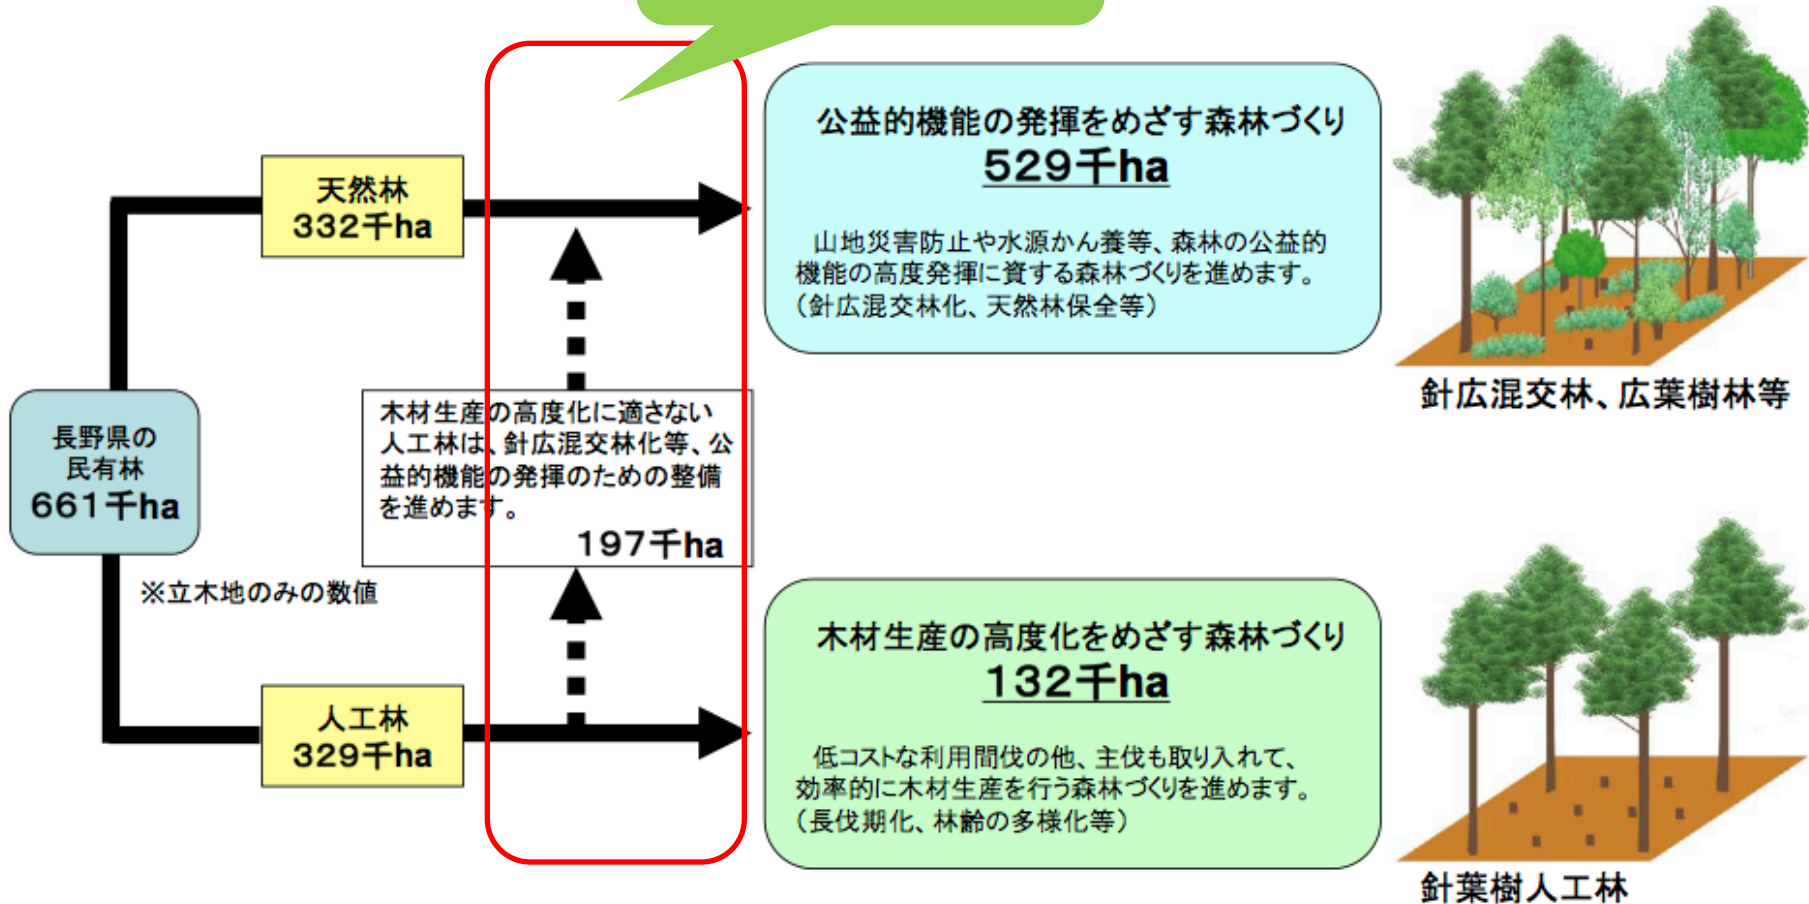 公益的機能の発揮をめざす森林づくり
529千ha
山地災害防止や水源かん養等、森林の公益的
機能の高度発揮に資する森林づくりを進めます。
(針広混交林化、天然林保全等)
針広混交林、広葉樹林等
天然林
332千ha
木材生産の高度化に適さない
人工林は、針広混交林化等、公
益的機能の発揮のための整備
を進めます。
197千ha
長野県の
民有林
661千ha
※立木地のみの数値
人工林
329千ha
木材生産の高度化をめざす森林づくり
132千ha
低コストな利用間伐の他、主伐も取り入れて、
効率的に木材生産を行う森林づくりを進めます。
(長伐期化、林齢の多様化等)
針葉樹人工林